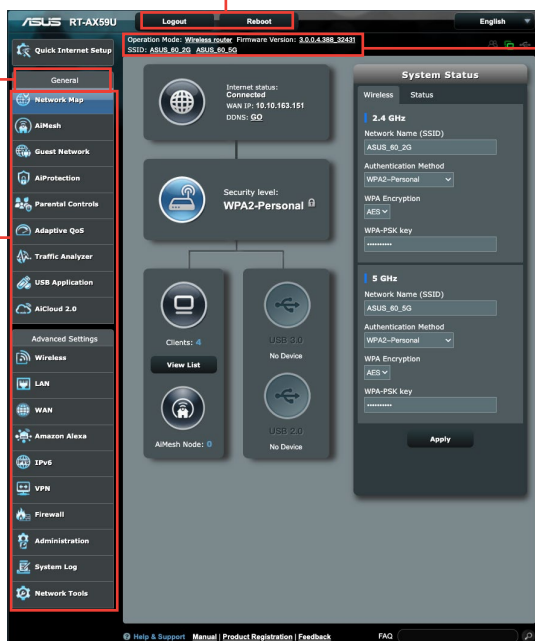 ASUS RT-AX59U
Logout
Reboot
English
Quick Internet Setup
Operation Mode: Wireless router Firmware Version: 3.0.0.4.388_32431
SSID: ASUS_60_2G ASUS_60_5G
General
Network Map
AiMesh
Guest Network
AiProtection
Parental Controls
Adaptive QoS
Traffic Analyzer
USB Application
AiCloud 2.0
Advanced Settings
Wireless
LAN
WAN
Amazon Alexa
IPv6
VPN
Firewall
Administration
System Log
Network Tools
Internet status:
Connected
WAN IP: 10.10.163.151
DDNS: GO
Security level:
WPA2-Personal
Clients: 4
View List
AiMesh Node: 0
USB 3.0
No Device
USB 2.0
No Device
System Status
Wireless
Status
2.4 GHz
Network Name (SSID)
ASUS_60_2G
Authentication Method
WPA2-Personal
WPA Encryption
AES
WPA-PSK key
••••••••••
5 GHz
Network Name (SSID)
ASUS_60_5G
Authentication Method
WPA2-Personal
WPA Encryption
AES
WPA-PSK key
••••••••••
Apply
Help & Support Manual | Product Registration | Feedback
FAQ